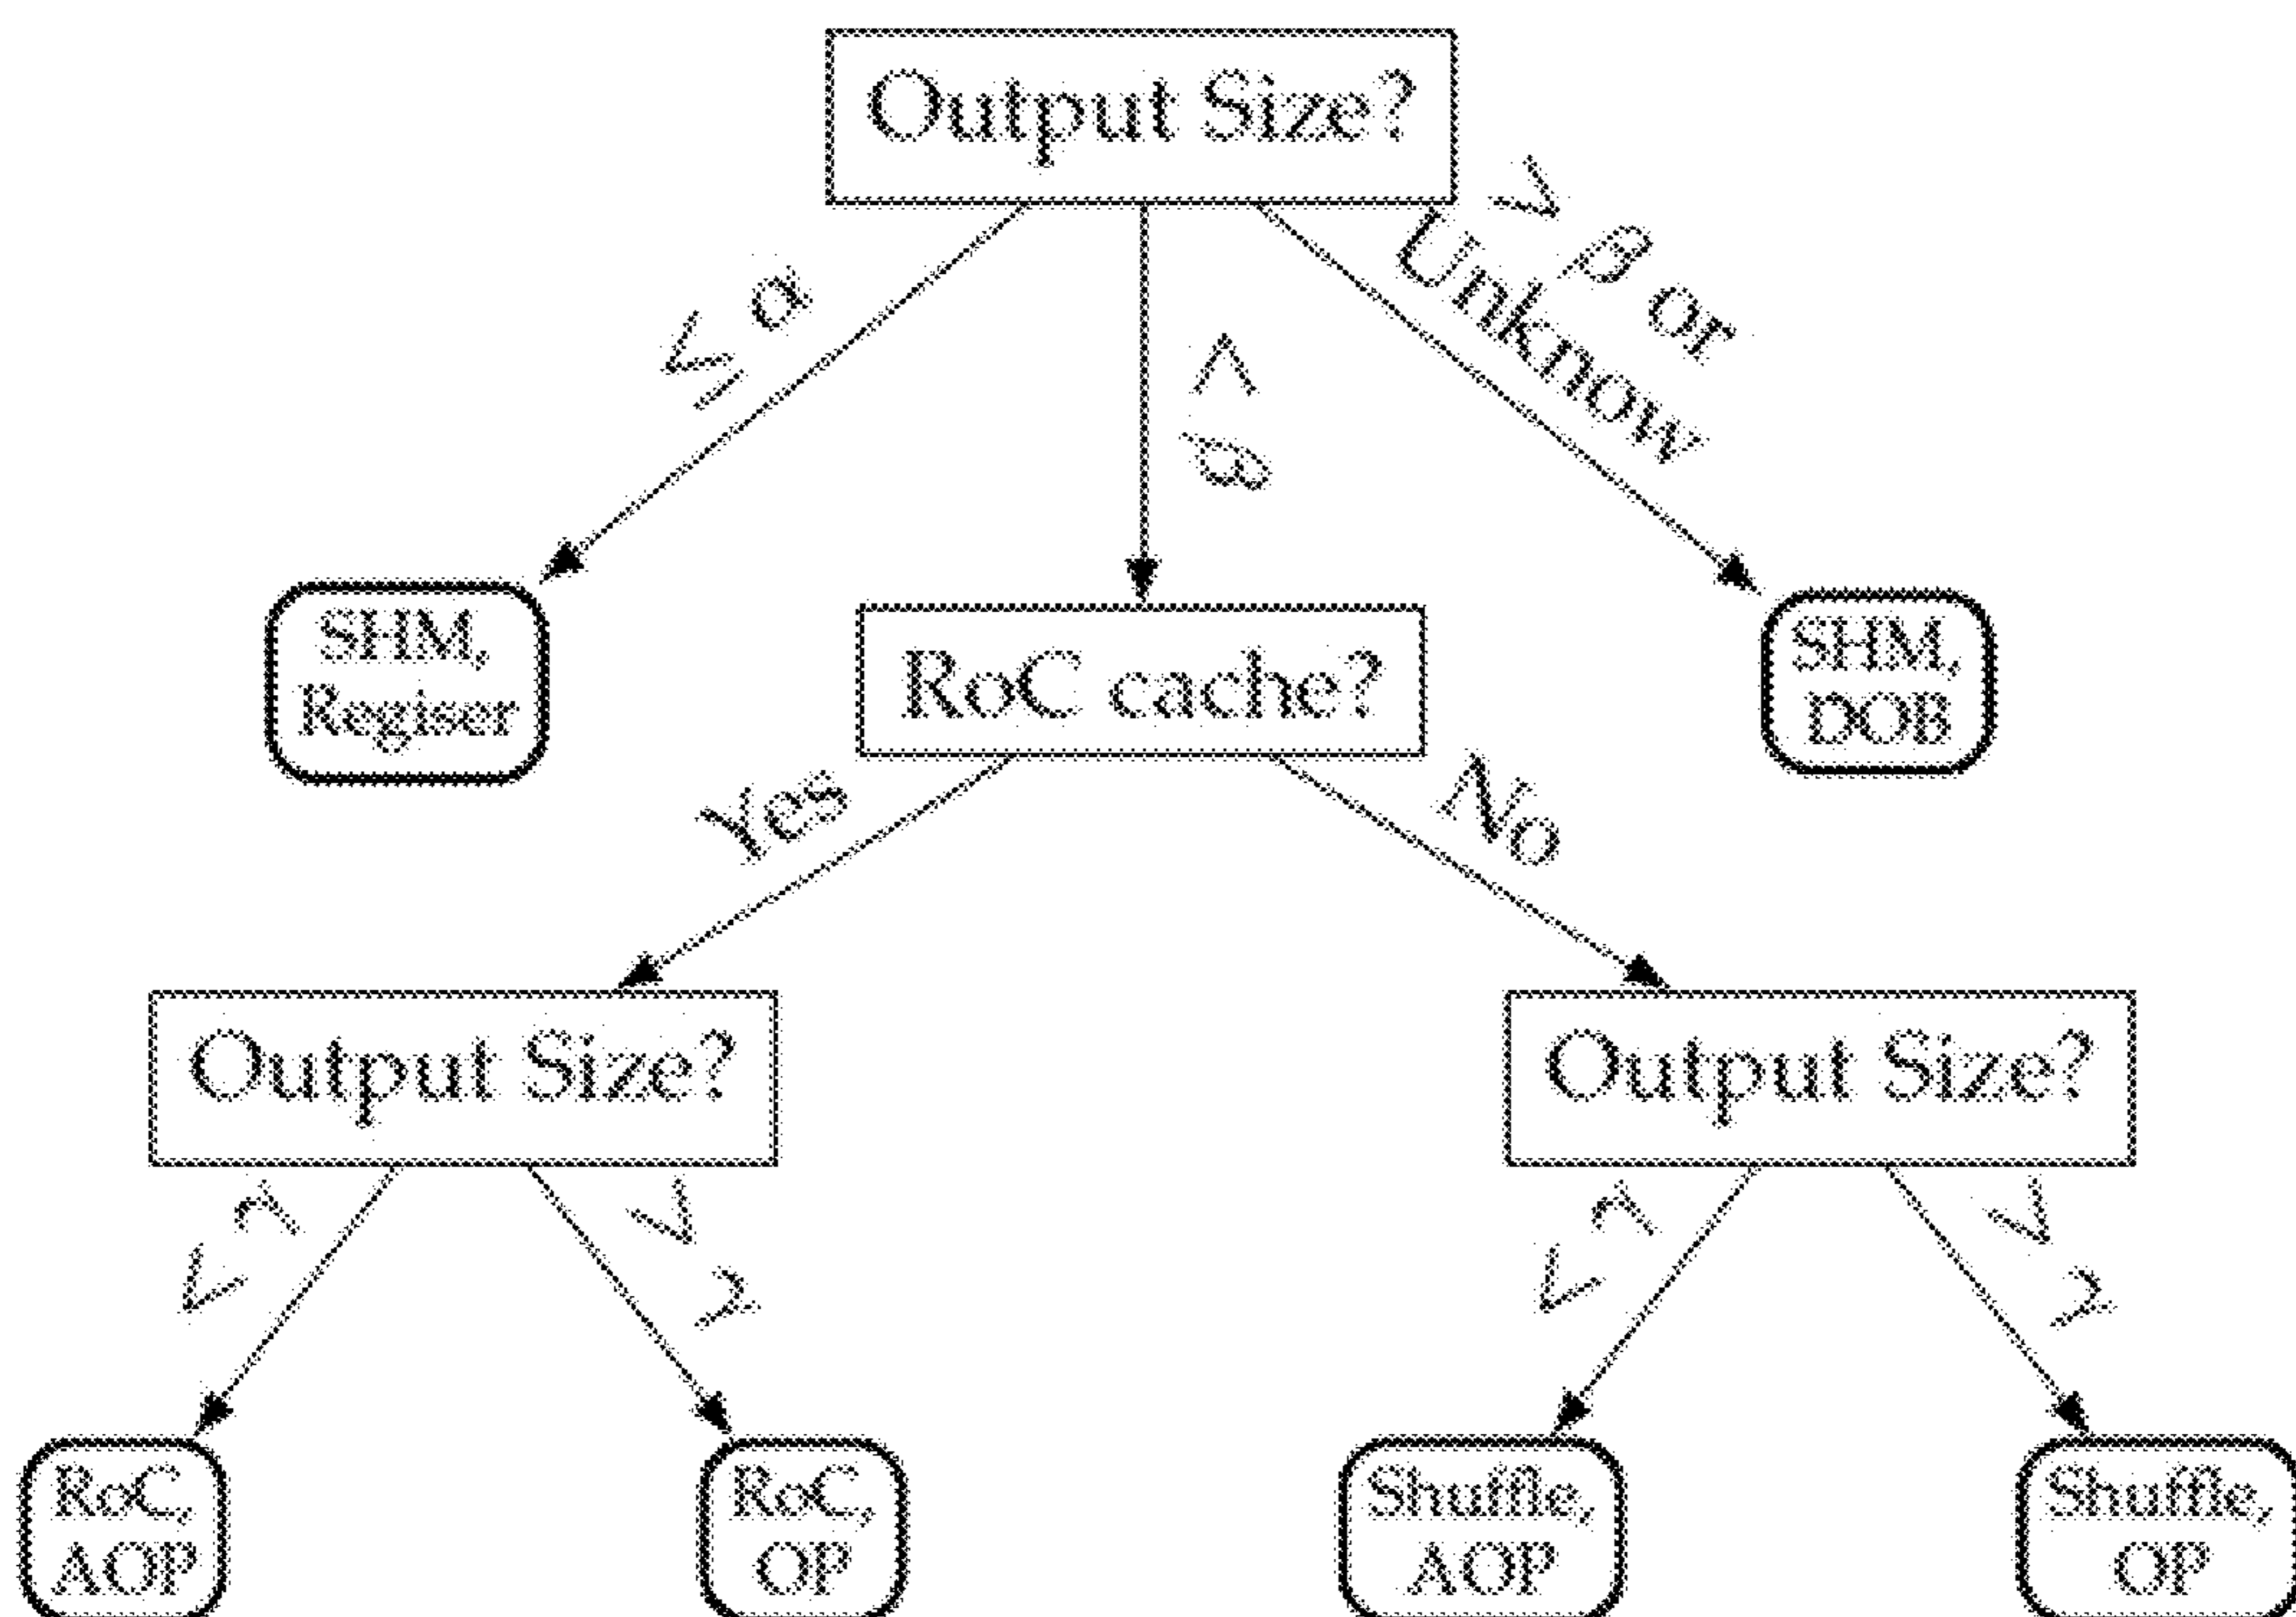 Output Size?
≤ α
< β
> β or
Unknow
SHM,
Regiser
RoC cache?
SHM,
DOB
Yes
No
Output Size?
Output Size?
< γ
> γ
< γ
> γ
RoC,
AOP
RoC,
OP
Shuffle,
AOP
Shuffle,
OP